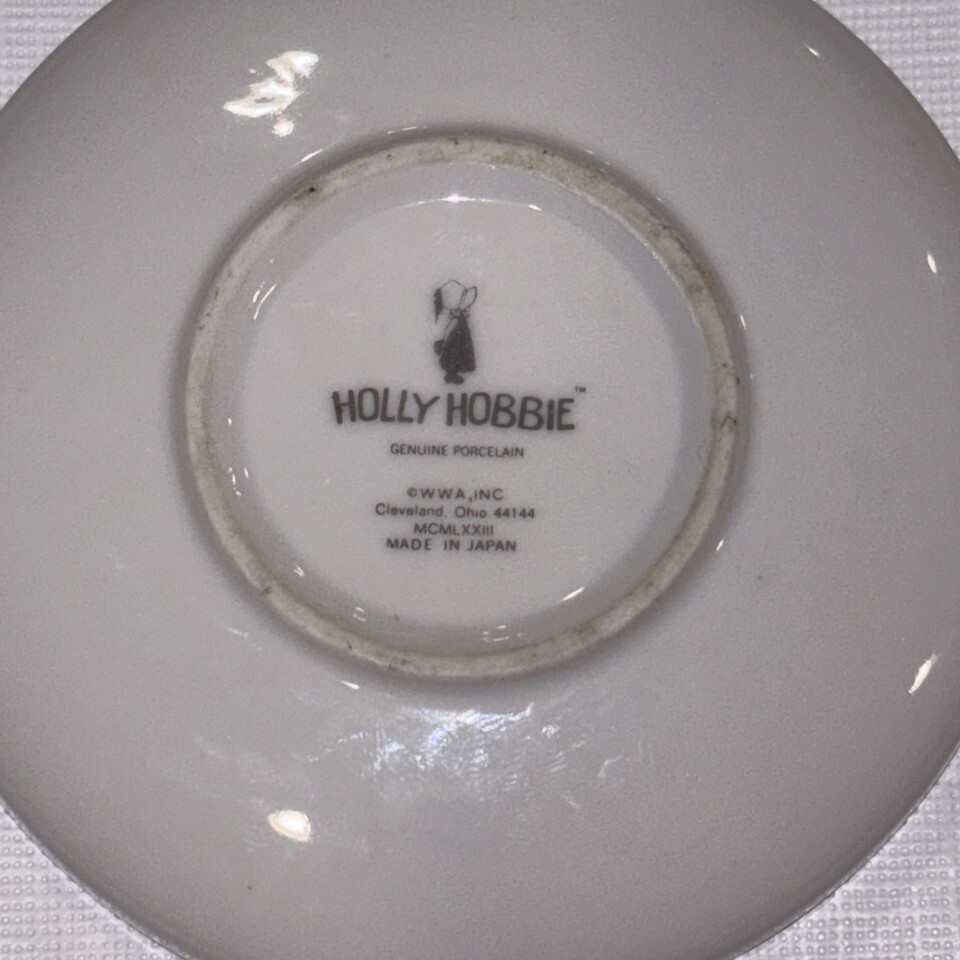 HOLLY HOBBIE™
GENUINE PORCELAIN
©WWA,INC
Cleveland, Ohio 44144
MCMLXXIII
MADE IN JAPAN